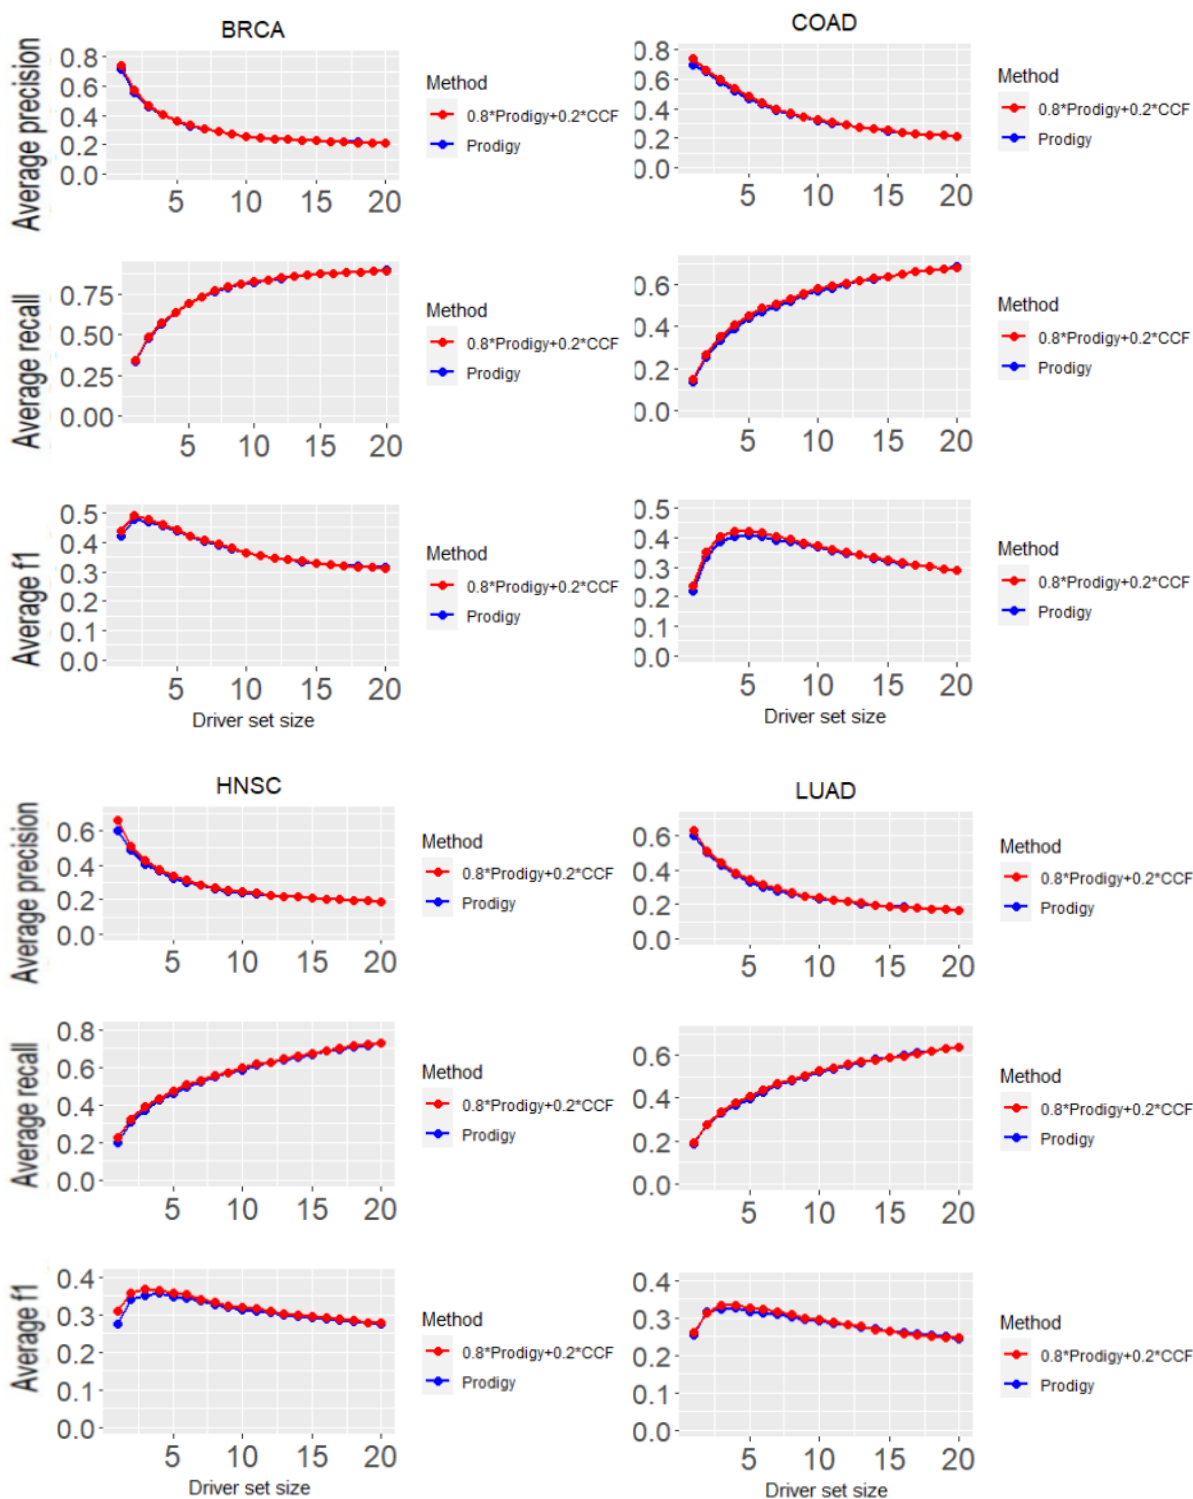 BRCA
Average precision
0.8
0.6
0.4
0.2
0.0
5 10 15 20
Method
0.8*Prodigy+0.2*CCF
Prodigy
Average recall
0.75
0.50
0.25
0.00
5 10 15 20
Method
0.8*Prodigy+0.2*CCF
Prodigy
Average f1
0.5
0.4
0.3
0.2
0.1
0.0
5 10 15 20
Driver set size
Method
0.8*Prodigy+0.2*CCF
Prodigy
COAD
0.8
0.6
0.4
0.2
0.0
5 10 15 20
Method
0.8*Prodigy+0.2*CCF
Prodigy
0.6
0.4
0.2
0.0
5 10 15 20
Method
0.8*Prodigy+0.2*CCF
Prodigy
0.5
0.4
0.3
0.2
0.1
0.0
5 10 15 20
Driver set size
Method
0.8*Prodigy+0.2*CCF
Prodigy
HNSC
Average precision
0.6
0.4
0.2
0.0
5 10 15 20
Method
0.8*Prodigy+0.2*CCF
Prodigy
Average recall
0.8
0.6
0.4
0.2
0.0
5 10 15 20
Method
0.8*Prodigy+0.2*CCF
Prodigy
Average f1
0.4
0.3
0.2
0.1
0.0
5 10 15 20
Driver set size
Method
0.8*Prodigy+0.2*CCF
Prodigy
LUAD
0.6
0.4
0.2
0.0
5 10 15 20
Method
0.8*Prodigy+0.2*CCF
Prodigy
0.6
0.4
0.2
0.0
5 10 15 20
Method
0.8*Prodigy+0.2*CCF
Prodigy
0.4
0.3
0.2
0.1
0.0
5 10 15 20
Driver set size
Method
0.8*Prodigy+0.2*CCF
Prodigy